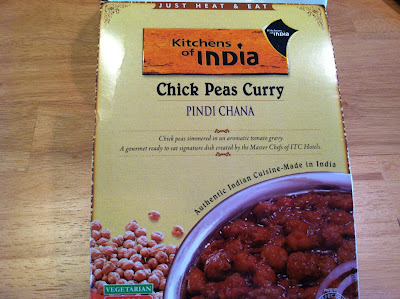 JUST HEAT & EAT
Kitchens
of INDIA
Chick Peas Curry
PINDI CHANA
Chick peas simmered in an aromatic tomato gravy.
A gourmet ready to eat signature dish created by the Master Chefs of ITC Hotels.
Authentic Indian Cuisine-Made in India
VEGETARIAN